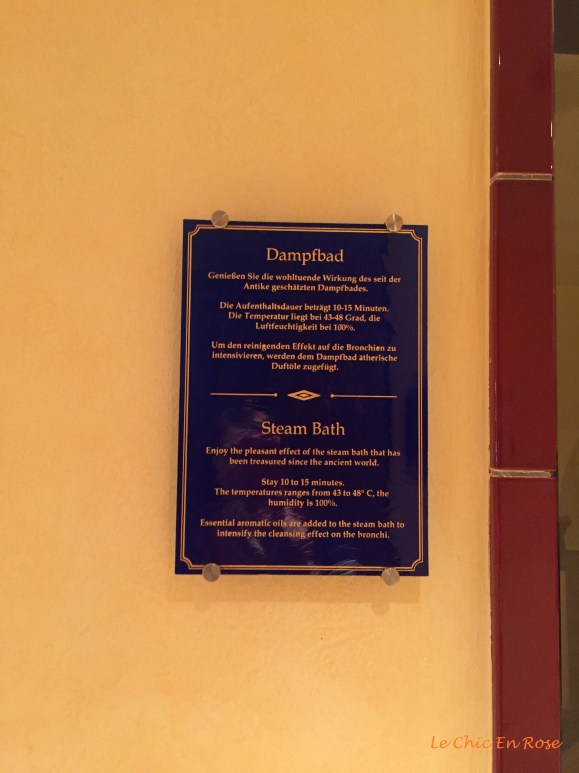 Dampfbad
Genießen Sie die wohltuende Wirkung des seit der
Antike geschätzten Dampfbades.
Die Aufenthaltsdauer beträgt 10-15 Minuten.
Die Temperatur liegt bei 43-48 Grad, die
Luftfeuchtigkeit bei 100%.
Um den reinigenden Effekt auf die Bronchien zu
intensivieren, werden dem Dampfbad ätherische
Duftöle zugefügt.
Steam Bath
Enjoy the pleasant effect of the steam bath that has
been treasured since the ancient world.
Stay 10 to 15 minutes.
The temperatures ranges from 43 to 48° C, the
humidity is 100%.
Essential aromatic oils are added to the steam bath to
intensify the cleansing effect on the bronchi.
Le Chic En Rose